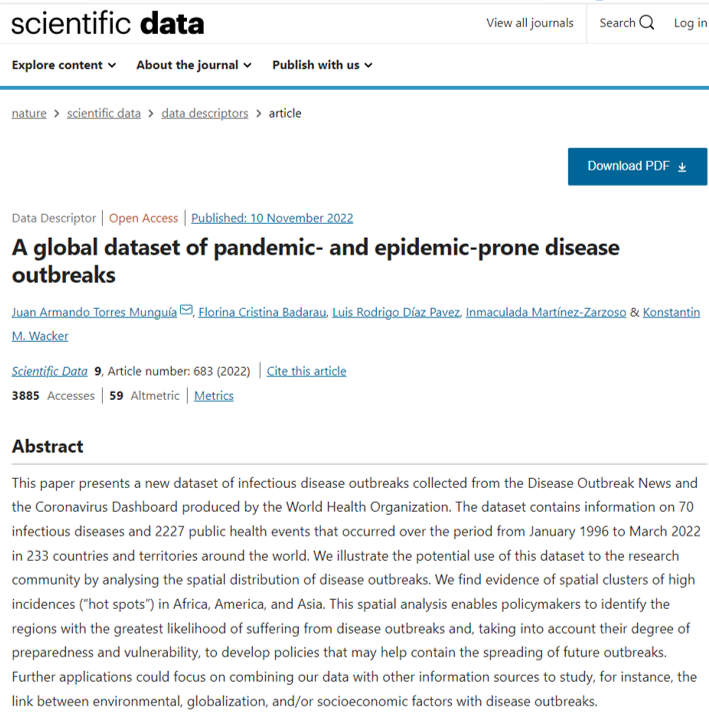 scientific data
View all journals
Search
Log in
Explore content
About the journal
Publish with us
nature > scientific data > data descriptors > article
Download PDF
Data Descriptor | Open Access | Published: 10 November 2022
A global dataset of pandemic- and epidemic-prone disease
outbreaks
Juan Armando Torres Munguía, Florina Cristina Badarau, Luis Rodrigo Díaz Pavez, Inmaculada Martínez-Zarzoso & Konstantin
M. Wacker
Scientific Data 9, Article number: 683 (2022) | Cite this article
3885 Accesses | 59 Altmetric | Metrics
Abstract
This paper presents a new dataset of infectious disease outbreaks collected from the Disease Outbreak News and
the Coronavirus Dashboard produced by the World Health Organization. The dataset contains information on 70
infectious diseases and 2227 public health events that occurred over the period from January 1996 to March 2022
in 233 countries and territories around the world. We illustrate the potential use of this dataset to the research
community by analysing the spatial distribution of disease outbreaks. We find evidence of spatial clusters of high
incidences (“hot spots”) in Africa, America, and Asia. This spatial analysis enables policymakers to identify the
regions with the greatest likelihood of suffering from disease outbreaks and, taking into account their degree of
preparedness and vulnerability, to develop policies that may help contain the spreading of future outbreaks.
Further applications could focus on combining our data with other information sources to study, for instance, the
link between environmental, globalization, and/or socioeconomic factors with disease outbreaks.